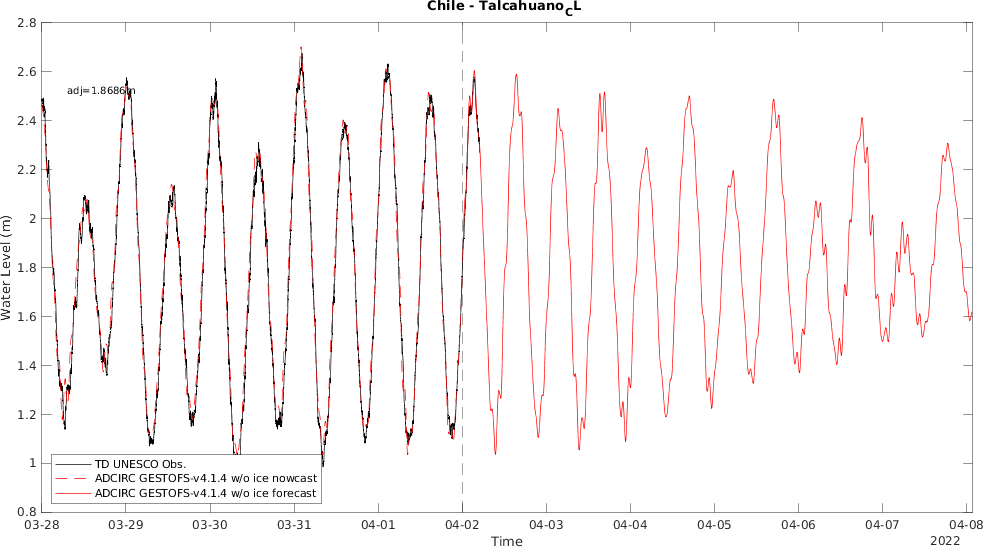 Chile - Talcahuano_CL
2.8
2.6
2.4
2.2
2
1.8
1.6
1.4
1.2
1
0.8
Water Level (m)
adj=1.8686m
TD UNESCO Obs.
ADCIRC GESTOFS-v4.1.4 w/o ice nowcast
ADCIRC GESTOFS-v4.1.4 w/o ice forecast
03-28 03-29 03-30 03-31 04-01 04-02 04-03 04-04 04-05 04-06 04-07 04-08
Time
2022